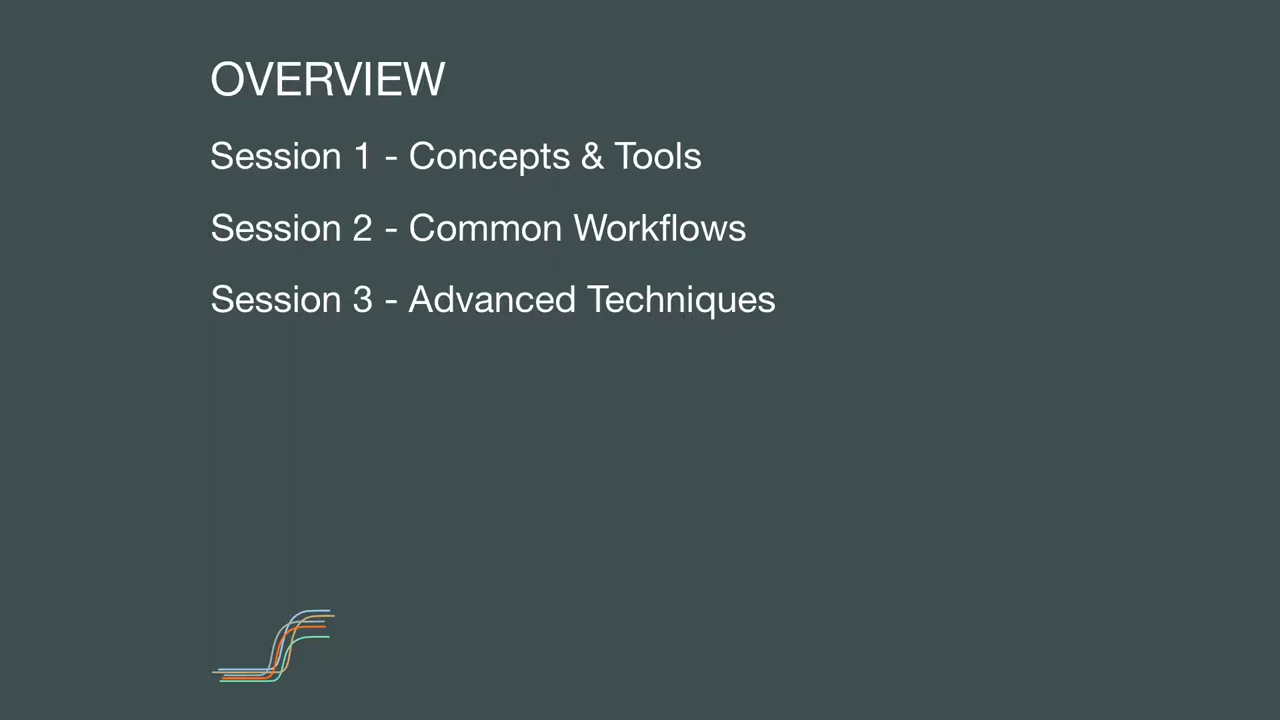 OVERVIEW
Session 1 - Concepts & Tools
Session 2 - Common Workflows
Session 3 - Advanced Techniques